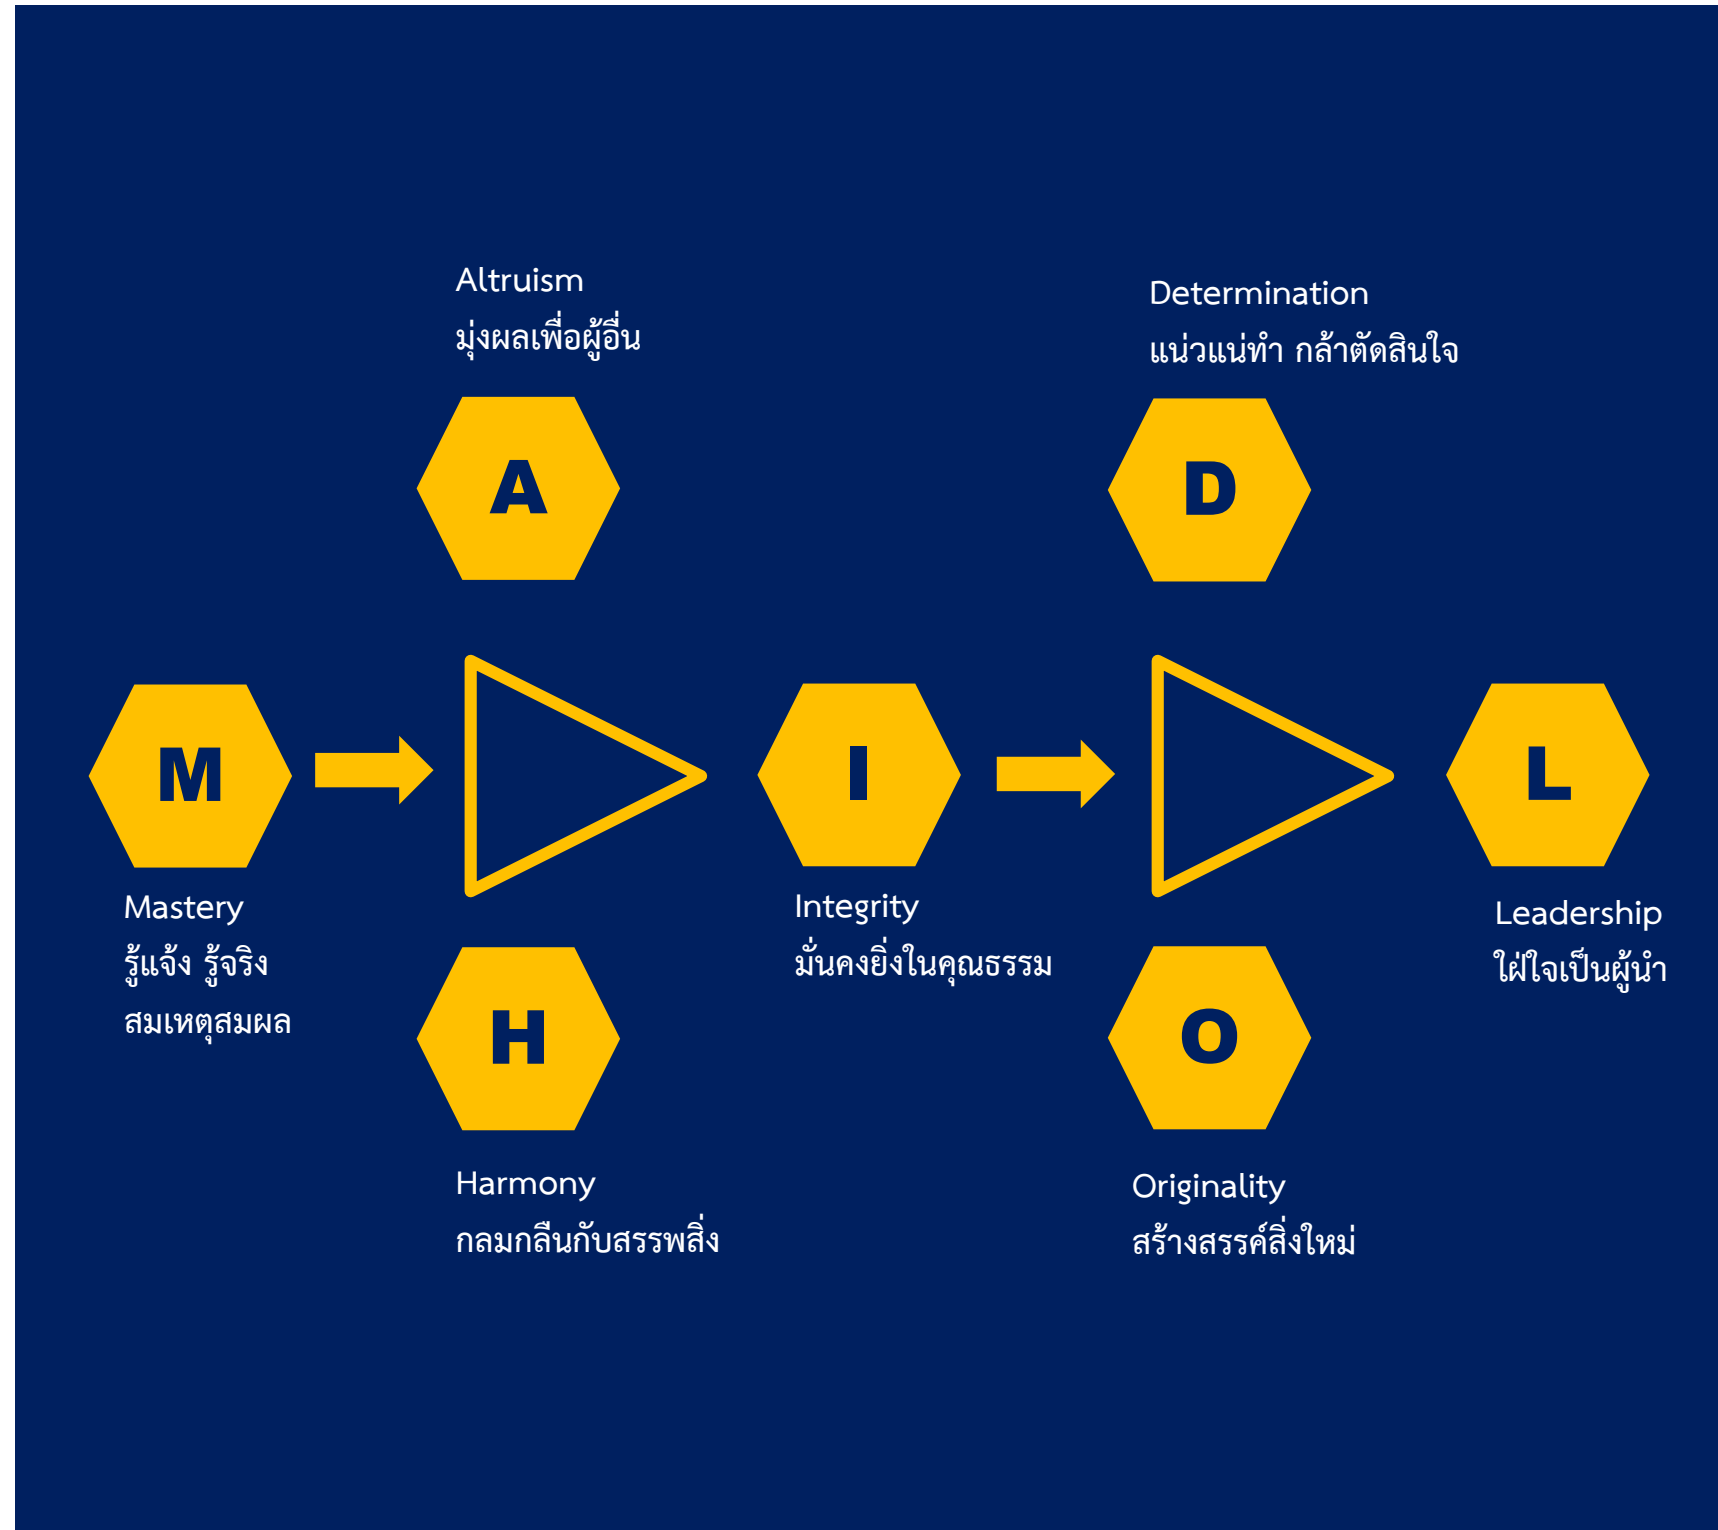 Altruism
มุ่งผลเพื่อผู้อื่น
A
Determination
แน่วแน่ทำ กล้าตัดสินใจ
D
M
Mastery
รู้แจ้ง รู้จริง
สมเหตุสมผล
I
Integrity
มั่นคงยิ่งในคุณธรรม
L
Leadership
ใฝ่ใจเป็นผู้นำ
H
Harmony
กลมกลืนกับสรรพสิ่ง
O
Originality
สร้างสรรค์สิ่งใหม่